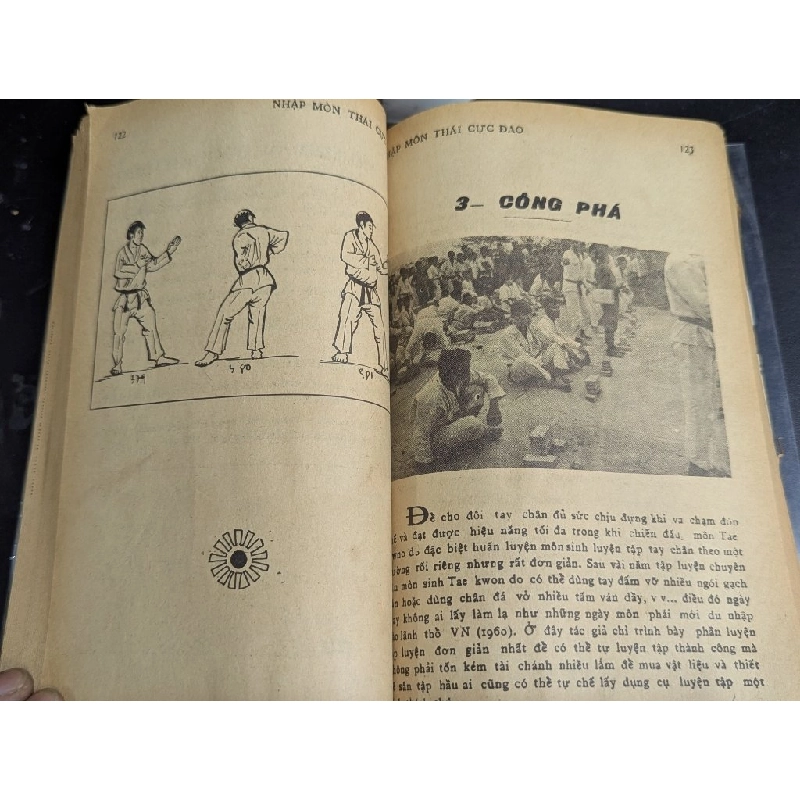 NHẬP MÔN THÁI CỰC
122
37M
5 po
NHẬP MÔN THÁI CỰC ĐẠO
123
3_ CÔNG PHÁ
Để cho đôi tay chân đủ sức chịu đựng khi va chạm đòn
và đạt được hiệu năng tối đa trong khi chiến đấu, môn Tae
kwon do đặc biệt huấn luyện môn sinh luyện tập tay chân theo một
rối riêng nhưng rất đơn giản. Sau vài năm tập luyện chuyên
môn sinh Tae kwon do có thể dùng tay đấm vỡ nhiều ngói gạch
hoặc dùng chân đá vỡ nhiều tấm ván dày, v v... điều đó ngày
không ai lấy làm lạ như những ngày môn phái mới du nhập
lãnh thổ VN (1960). Ở đây tác giả chỉ trình bày phần luyện
luyện đơn giản nhất để có thể tự luyện tập thành công mà
không phải tốn kém tài chánh nhiều lắm để mua vật liệu và thiết
sân tập hầu ai cũng có thể tự chế lấy dụng cụ luyện tập một